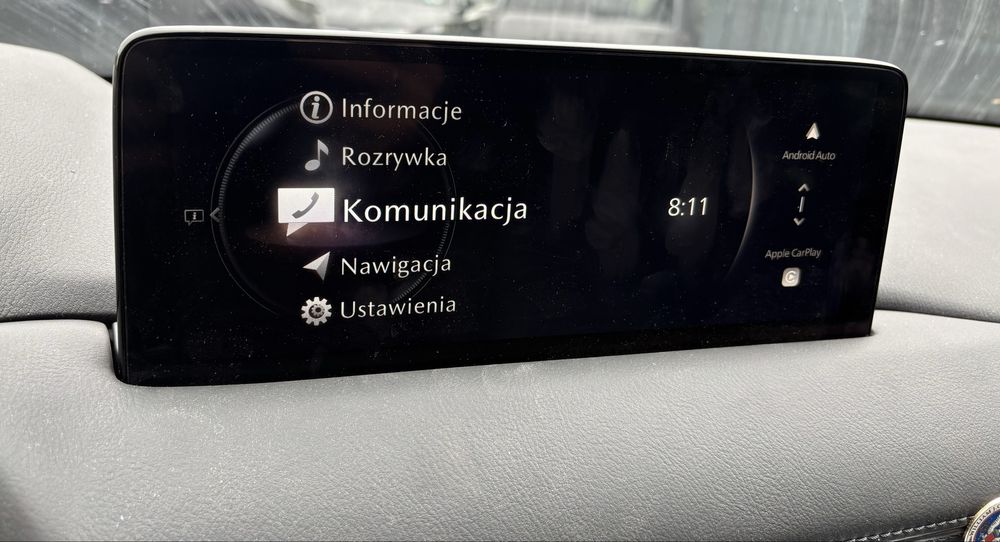 Informacje
Rozrywka
Komunikacja
Nawigacja
Ustawienia
8:11
Android Auto
Apple CarPlay